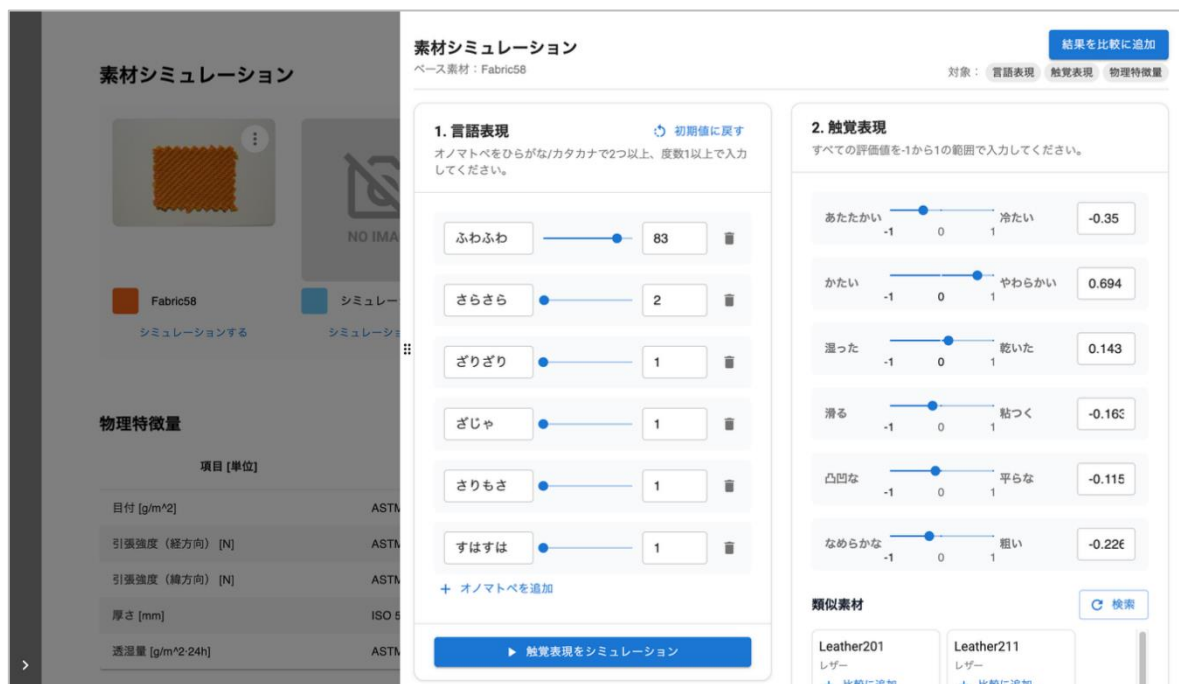 素材シミュレーション
NO IMA
Fabric58
シミュレー
シミュレーションする
シミュレーショ
物理特徴量
項目 [単位]
目付 [g/m^2]
ASTM
引張強度（経方向） [N]
ASTM
引張強度（緯方向） [N]
ASTM
厚さ [mm]
ISO 5
透湿量 [g/m^2·24h]
ASTM
素材シミュレーション
ベース素材：Fabric58
結果を比較に追加
対象： 言語表現 触覚表現 物理特徴量
1. 言語表現
初期値に戻す
オノマトペをひらがな/カタカナで2つ以上、度数1以上で入力
してください。
ふわふわ 83
さらさら 2
ざりざり 1
ざじゃ 1
さりもさ 1
すはすは 1
+ オノマトペを追加
触覚表現をシミュレーション
2. 触覚表現
すべての評価値を-1から1の範囲で入力してください。
あたたかい 冷たい -0.35
-1 0 1
かたい やわらかい 0.694
-1 0 1
湿った 乾いた 0.143
-1 0 1
滑る 粘つく -0.163
-1 0 1
凸凹な 平らな -0.115
-1 0 1
なめらかな 粗い -0.226
-1 0 1
類似素材
検索
Leather201
レザー
+ 比較に追加
Leather211
レザー
+ 比較に追加